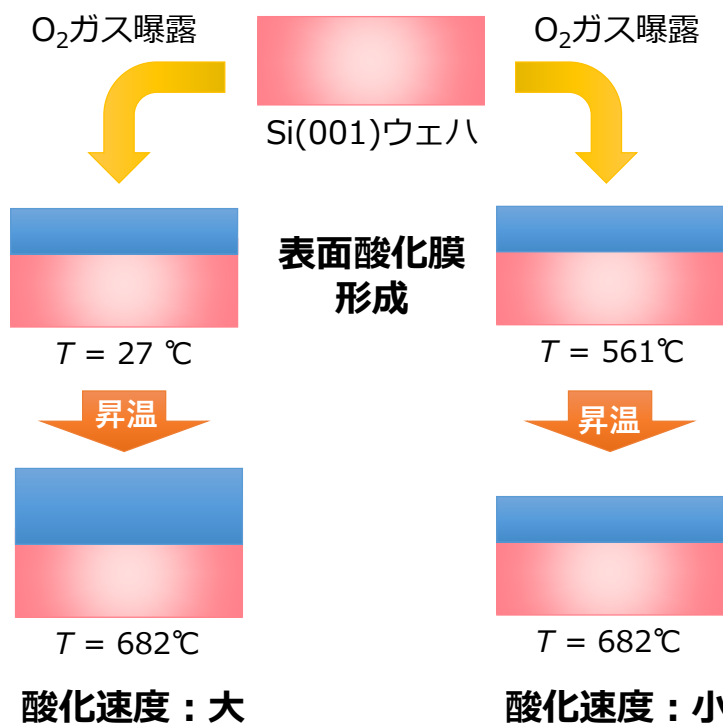 O₂ガス曝露
O₂ガス曝露
Si(001)ウェハ
表面酸化膜
形成
T = 27 ℃
T = 561℃
昇温
昇温
T = 682℃
T = 682℃
酸化速度：大
酸化速度：小